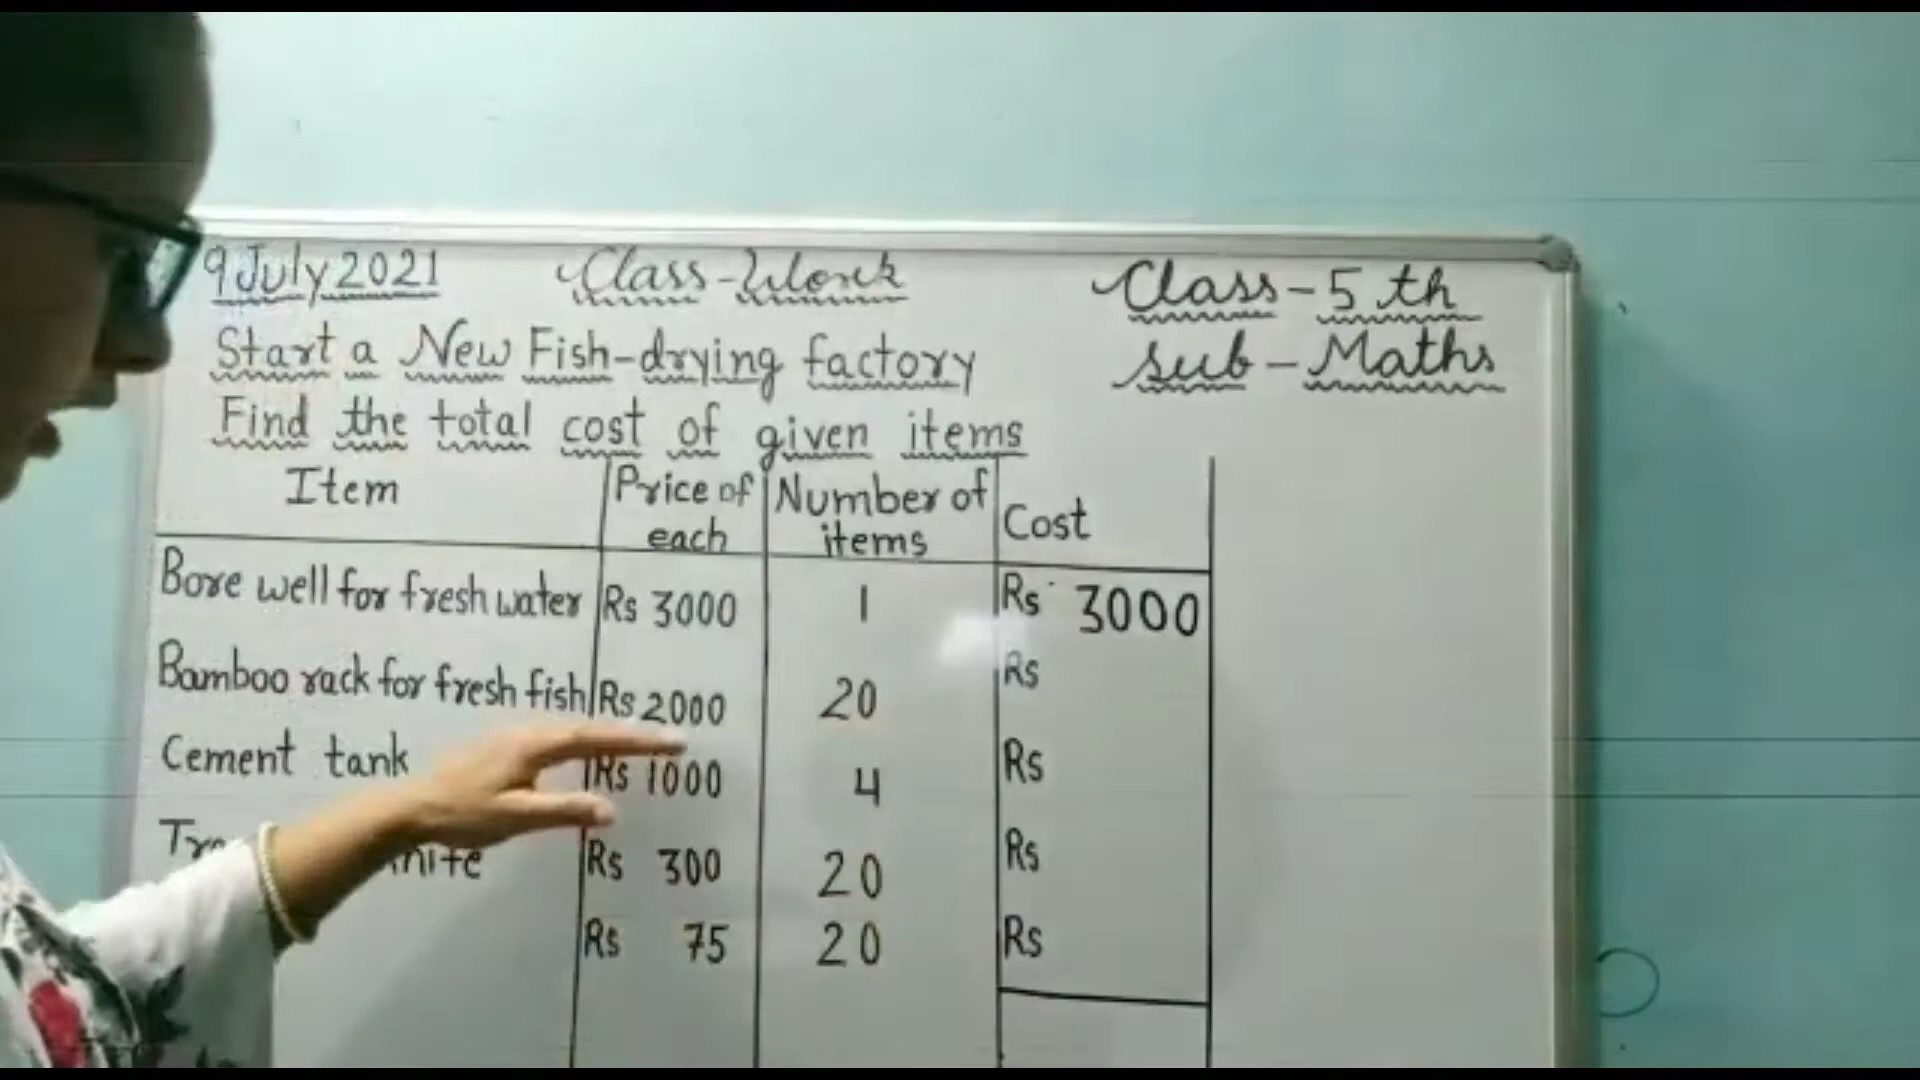 9 July 2021 Class-Work Class-5 th
Start a New Fish-drying factory Sub-Maths
Find the total cost of given items
Item Price of each Number of items Cost
Bore well for fresh water Rs 3000 1 Rs 3000
Bamboo rack for fresh fish Rs 2000 20 Rs
Cement tank Rs 1000 4 Rs
Rs 300 20 Rs
Rs 75 20 Rs